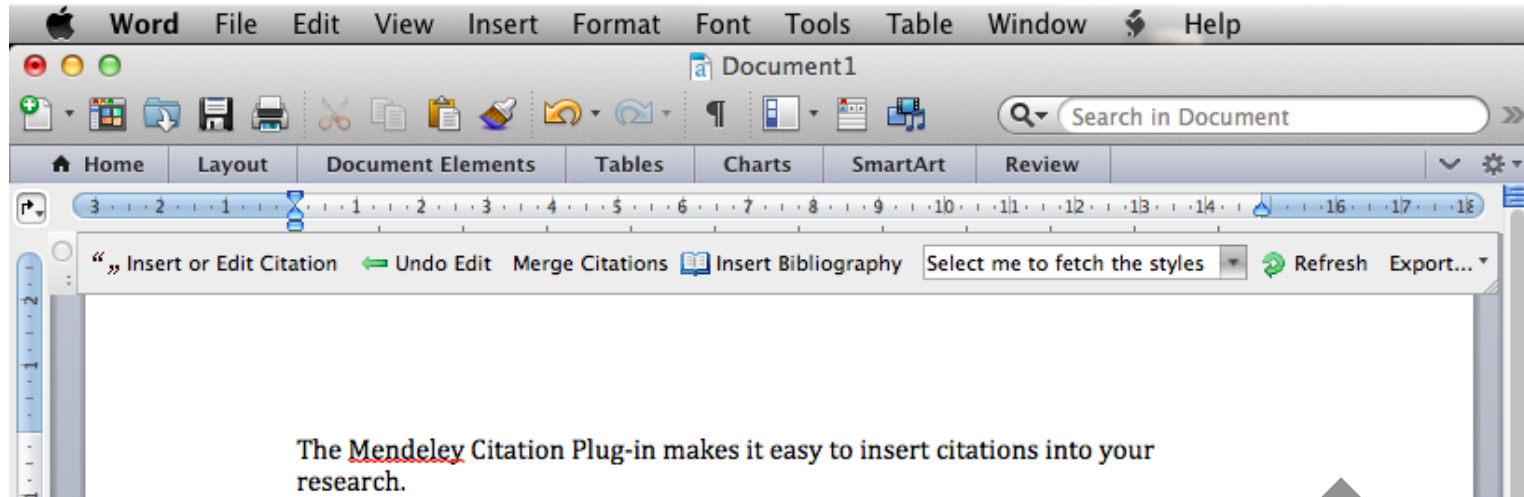 Word File Edit View Insert Format Font Tools Table Window Help
Document1
Search in Document
Home Layout Document Elements Tables Charts SmartArt Review
3 2 1 1 2 3 4 5 6 7 8 9 10 11 12 13 14 16 17 18
“ „ Insert or Edit Citation Undo Edit Merge Citations Insert Bibliography Select me to fetch the styles Refresh Export...
2
1
The Mendeley Citation Plug-in makes it easy to insert citations into your
research.
1